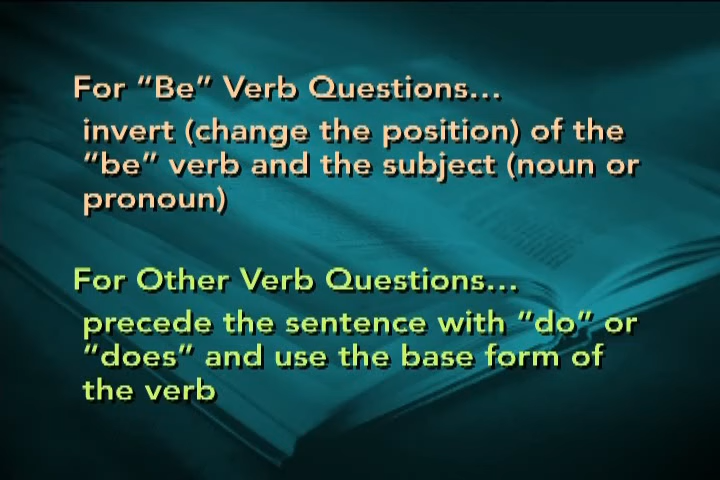 For “Be” Verb Questions...
invert (change the position) of the
“be” verb and the subject (noun or
pronoun)
For Other Verb Questions...
precede the sentence with “do” or
“does” and use the base form of
the verb